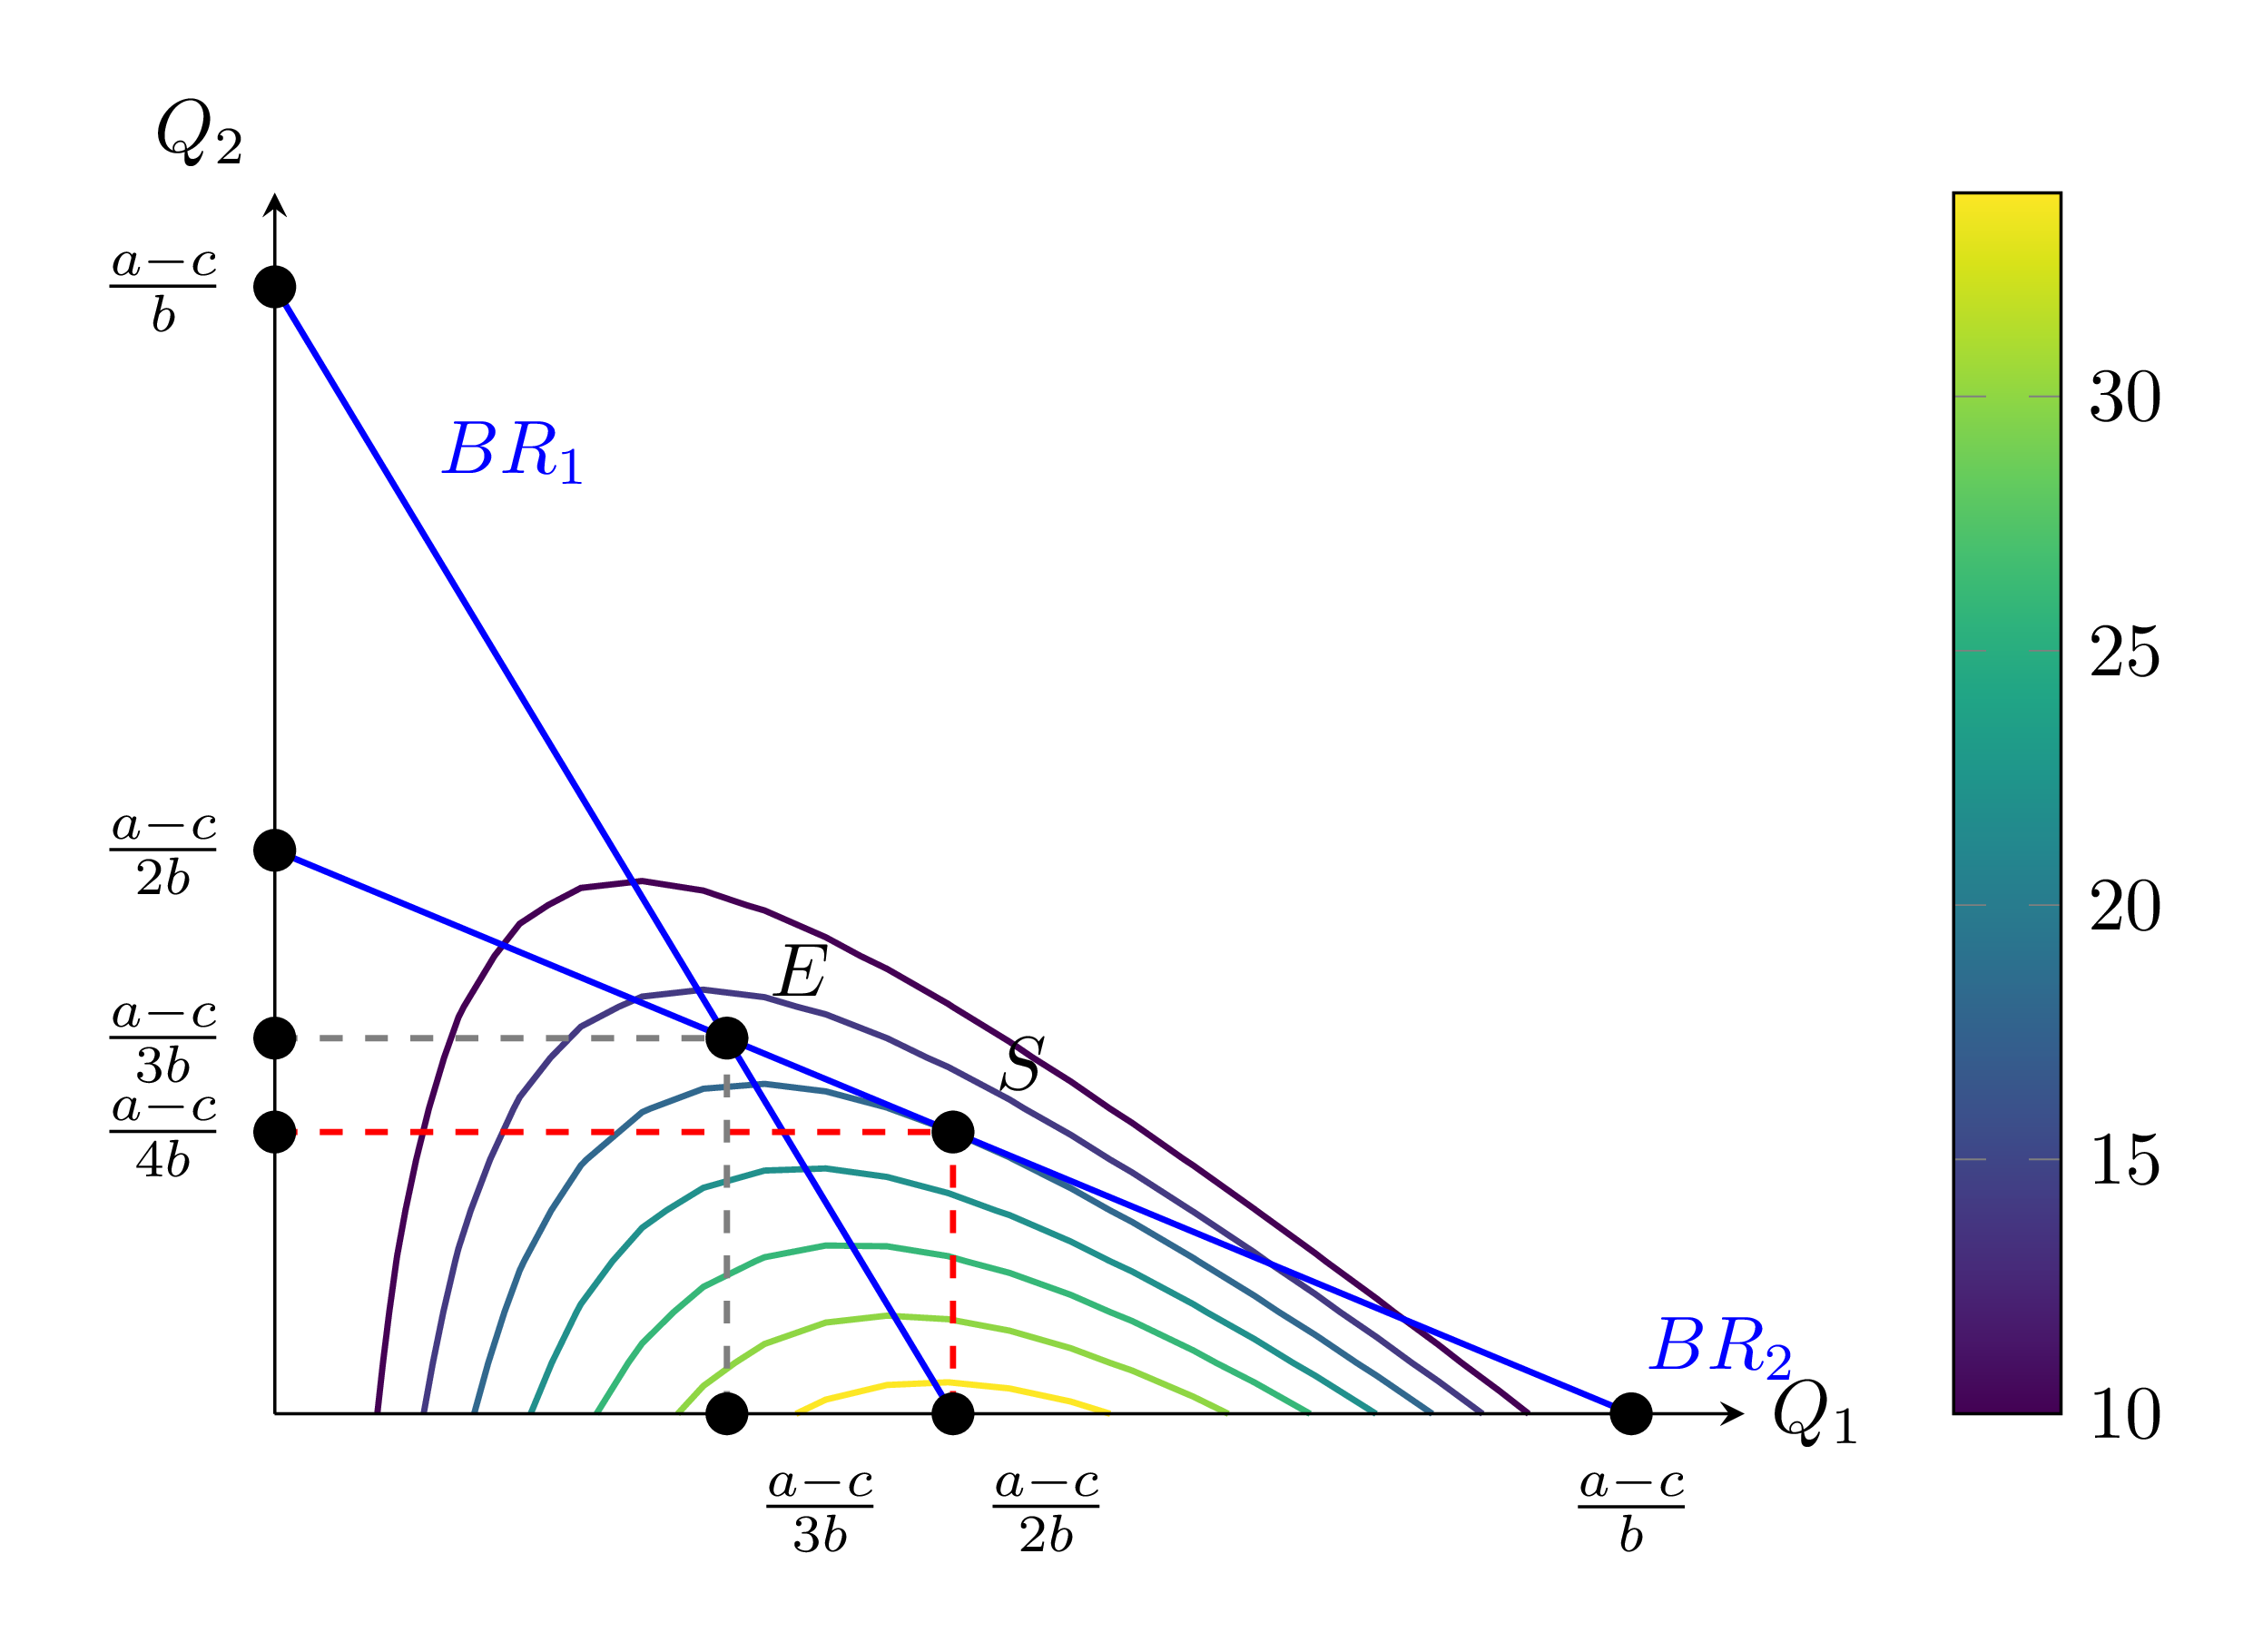 Q₂
a−c/b
BR₁
30
25
a−c/2b
20
E
a−c/3b
S
a−c/4b
15
BR₂
Q₁
10
a−c/3b a−c/2b a−c/b